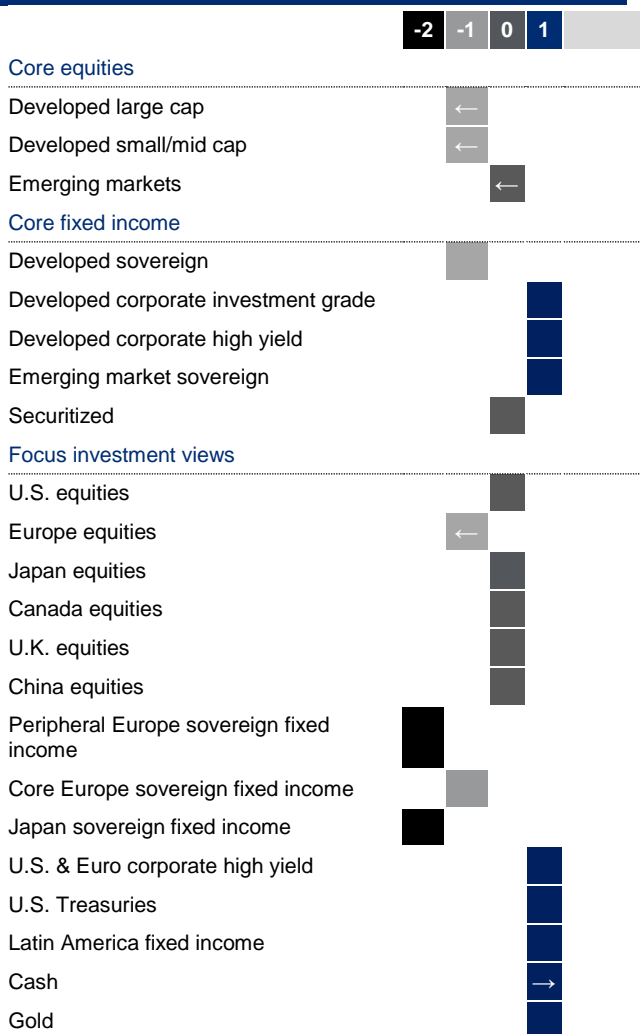 -2 -1 0 1
Core equities
Developed large cap ←
Developed small/mid cap ←
Emerging markets ←
Core fixed income
Developed sovereign
Developed corporate investment grade
Developed corporate high yield
Emerging market sovereign
Securitized
Focus investment views
U.S. equities
Europe equities ←
Japan equities
Canada equities
U.K. equities
China equities
Peripheral Europe sovereign fixed
income
Core Europe sovereign fixed income
Japan sovereign fixed income
U.S. & Euro corporate high yield
U.S. Treasuries
Latin America fixed income
Cash →
Gold